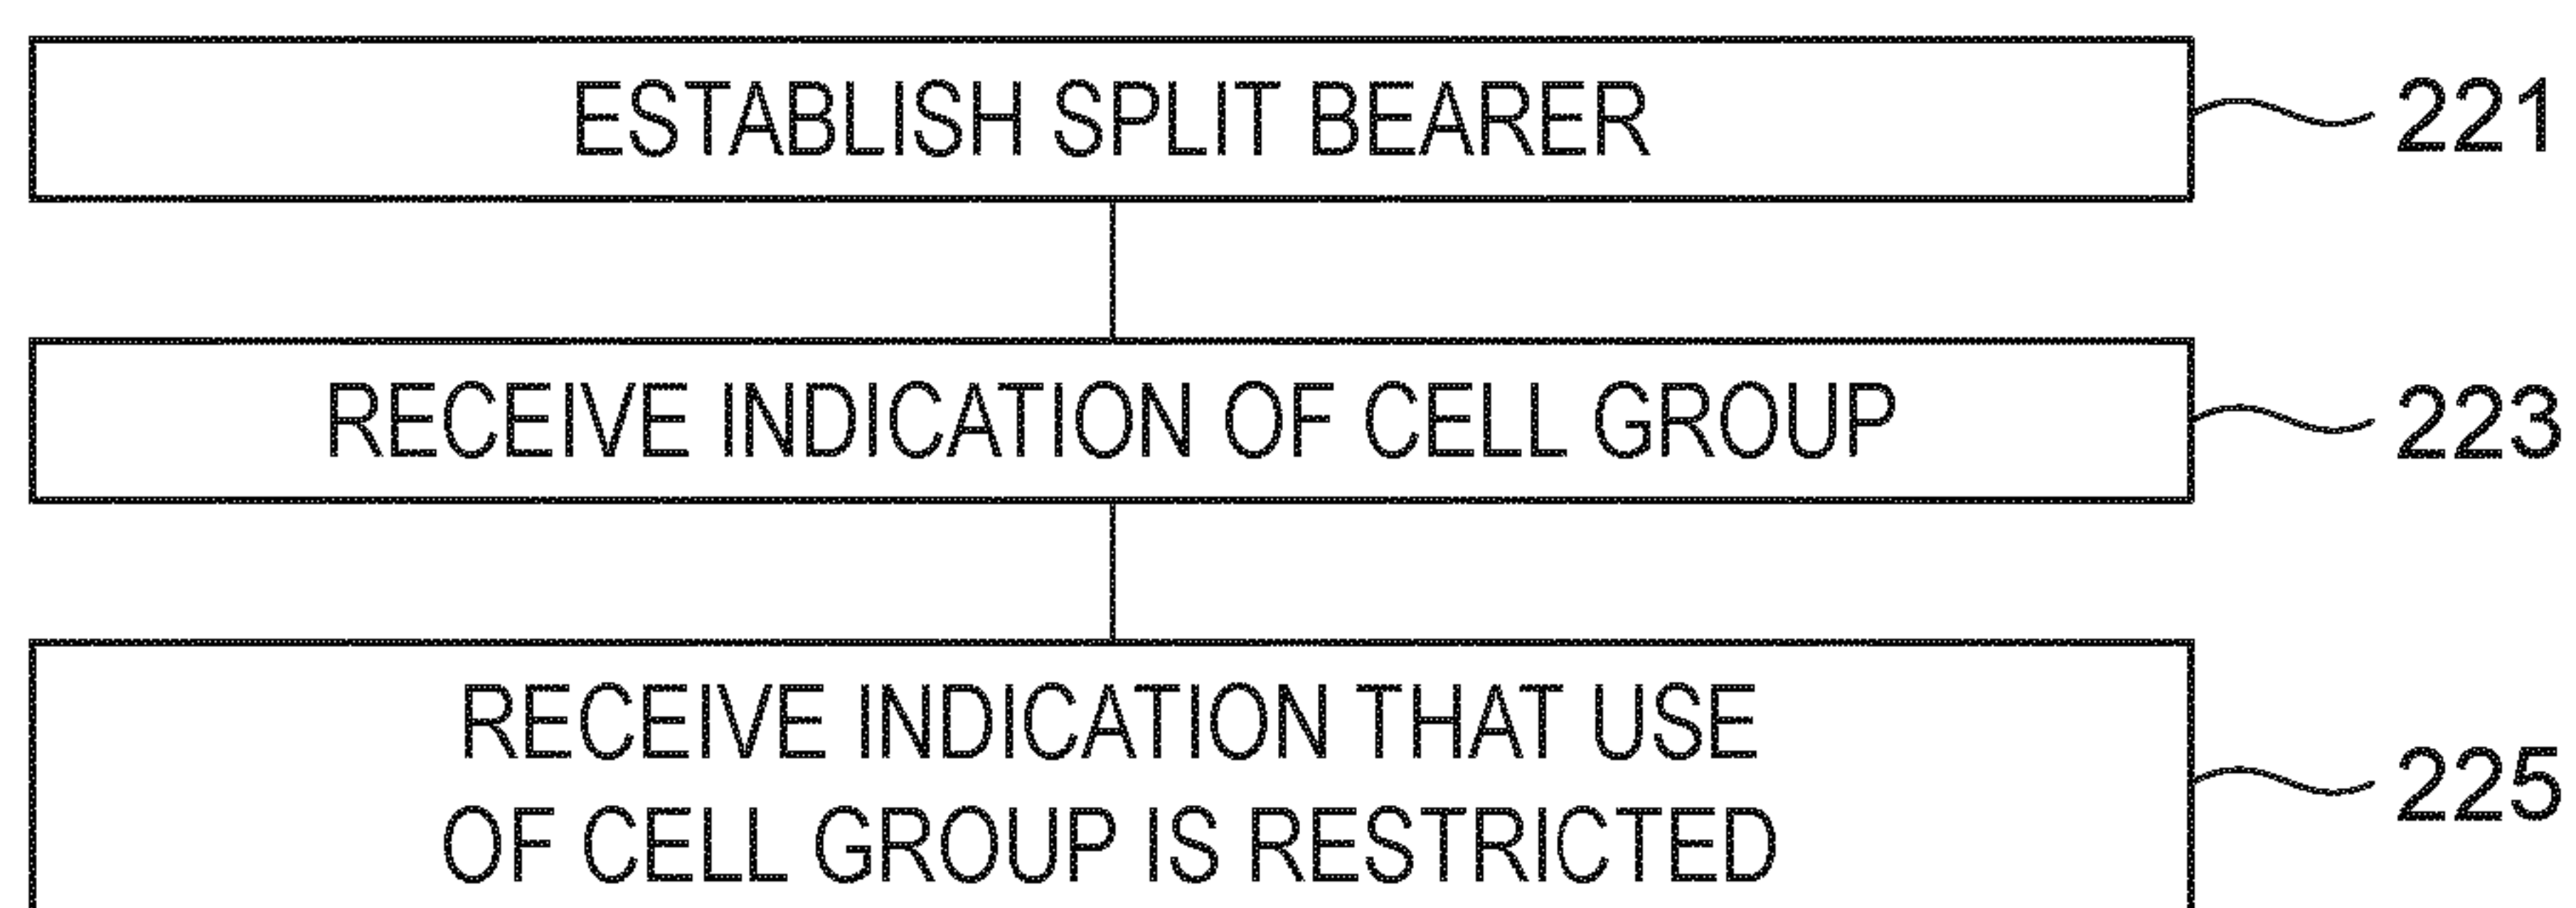 ESTABLISH SPLIT BEARER
221
RECEIVE INDICATION OF CELL GROUP
223
RECEIVE INDICATION THAT USE
OF CELL GROUP IS RESTRICTED
225